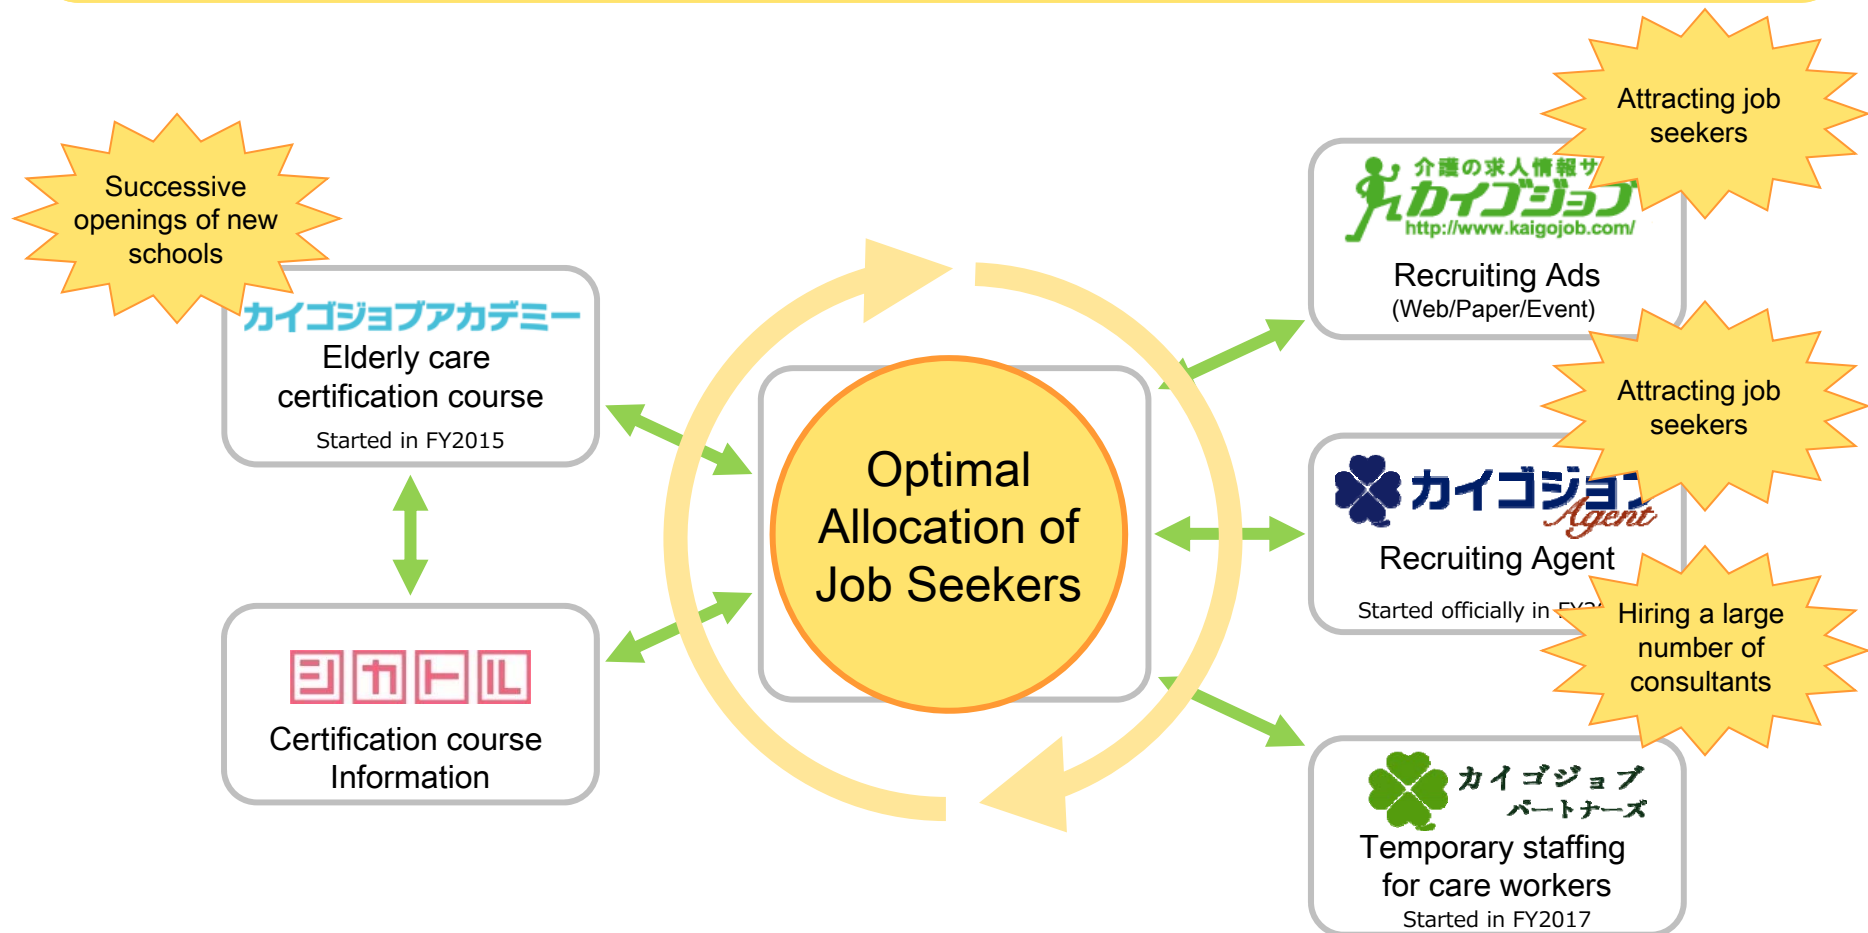 Successive
openings of new
schools
カイゴジョブアカデミー
Elderly care
certification course
Started in FY2015
シカトル
Certification course
Information
Optimal
Allocation of
Job Seekers
Attracting job
seekers
介護の求人情報サ
カイゴジョブ
http://www.kaigojob.com/
Recruiting Ads
(Web/Paper/Event)
Attracting job
seekers
カイゴジョブ
Agent
Recruiting Agent
Started officially in
Hiring a large
number of
consultants
カイゴジョブ
パートナーズ
Temporary staffing
for care workers
Started in FY2017